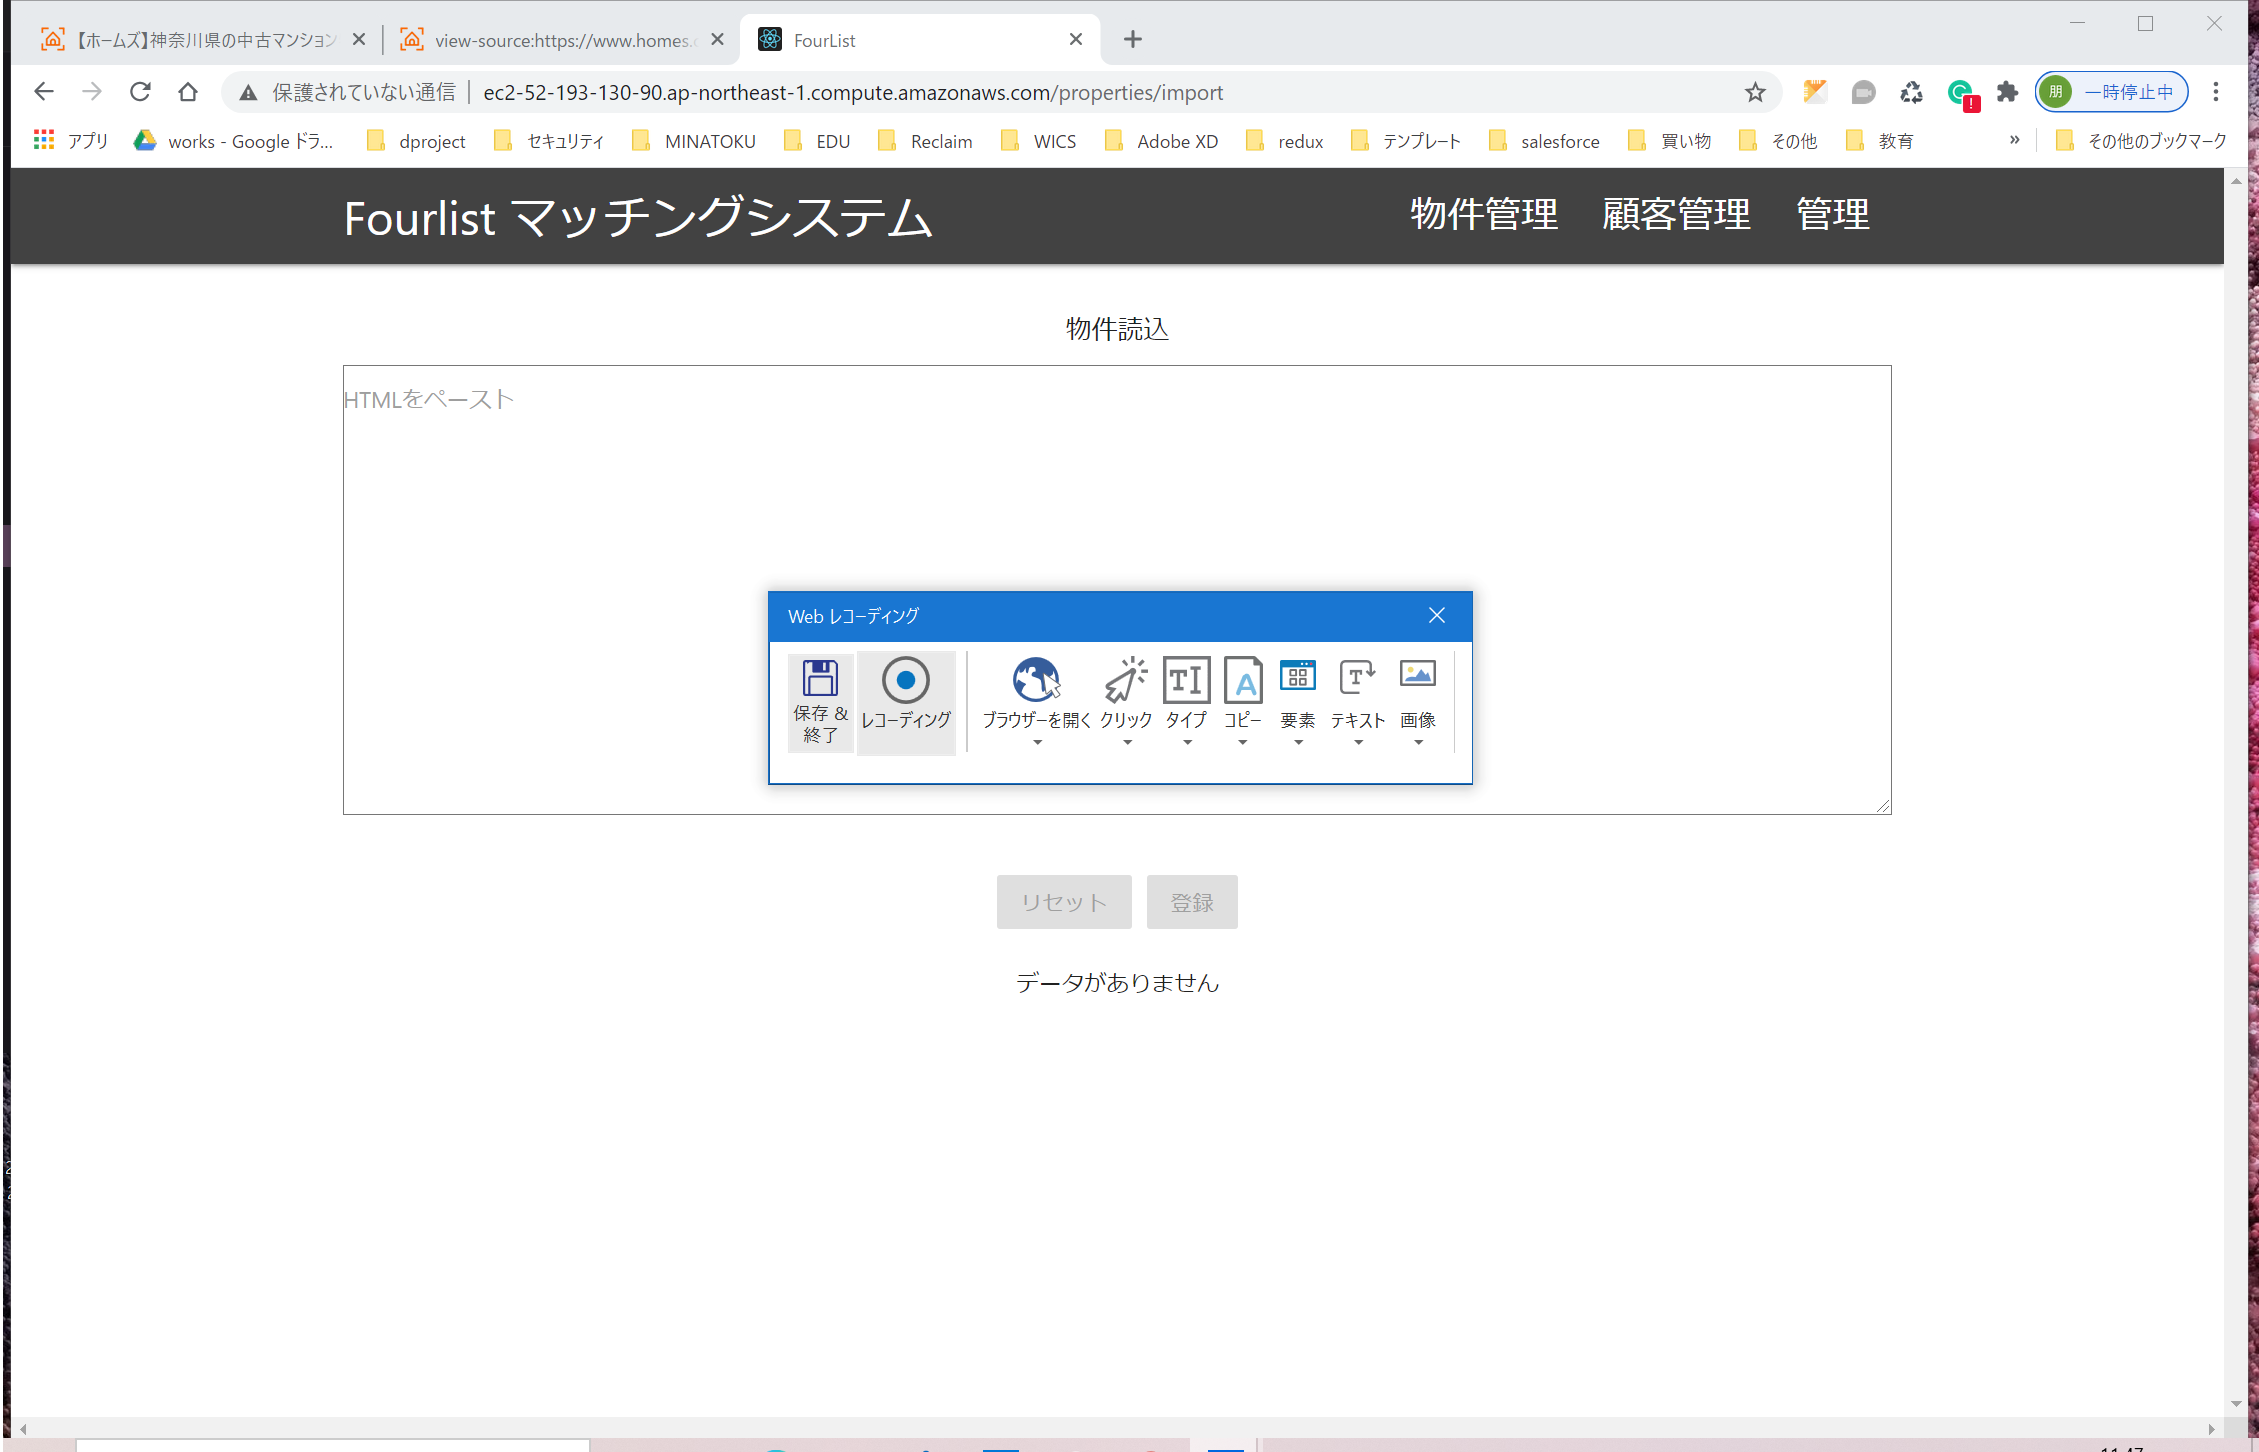 【ホームズ】神奈川県の中古マンション
view-source:https://www.homes.c
FourList
保護されていない通信
ec2-52-193-130-90.ap-northeast-1.compute.amazonaws.com/properties/import
朋 一時停止中
アプリ works - Google ドラ... dproject セキュリティ MINATOKU EDU Reclaim WICS Adobe XD redux テンプレート salesforce 買い物 その他 教育 » その他のブックマーク
Fourlist マッチングシステム 物件管理 顧客管理 管理
物件読込
HTMLをペースト
Web レコーディング
保存 &
終了
レコーディング ブラウザーを開く クリック タイプ コピー 要素 テキスト 画像
リセット 登録
データがありません